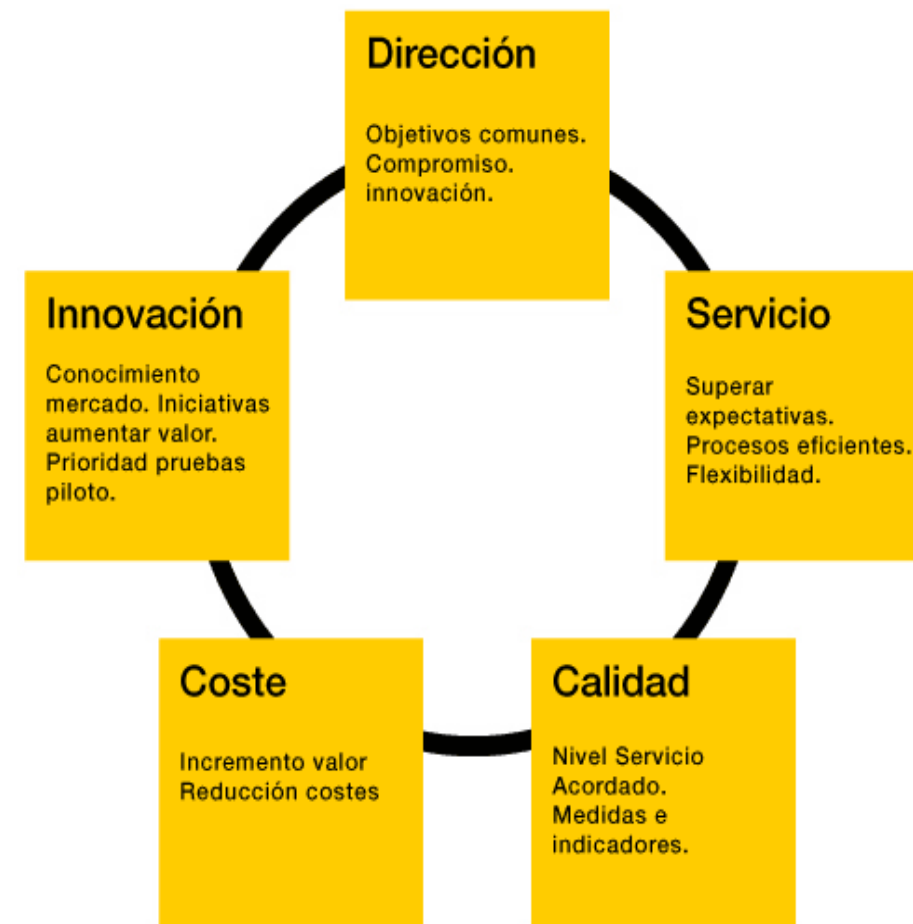 Dirección
Objetivos comunes.
Compromiso.
innovación.
Innovación
Conocimiento
mercado. Iniciativas
aumentar valor.
Prioridad pruebas
piloto.
Servicio
Superar
expectativas.
Procesos eficientes.
Flexibilidad.
Coste
Incremento valor
Reducción costes
Calidad
Nivel Servicio
Acordado.
Medidas e
indicadores.